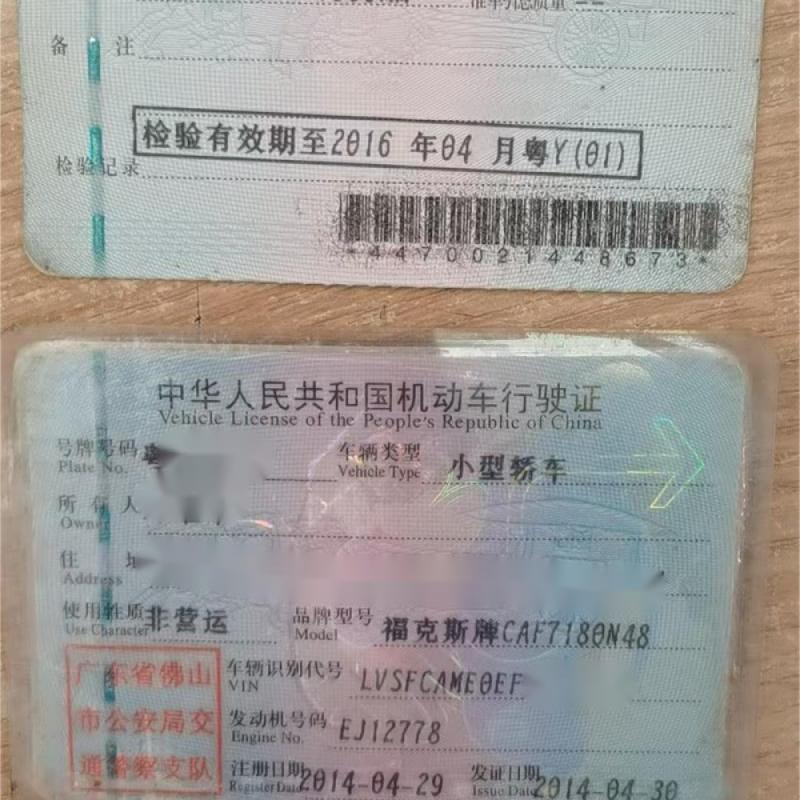 备 注
检验有效期至2016 年04 月粤Y(01)
检验记录
*4470021448673*
中华人民共和国机动车行驶证
Vehicle License of the People's Republic of China
号牌号码 车辆类型 小型轿车
Plate No. Vehicle Type
所有人
Owner
住 址
Address
使用性质 非营运 品牌型号 福克斯牌CAF7180N48
Use Character Model
广东省佛山 车辆识别代号 LVSFCAME0EF
VIN
市公安局交 发动机号码 EJ12778
Engine No.
通警察支队 注册日期 2014-04-29 发证日期 2014-04-30
Register Date Issue Date